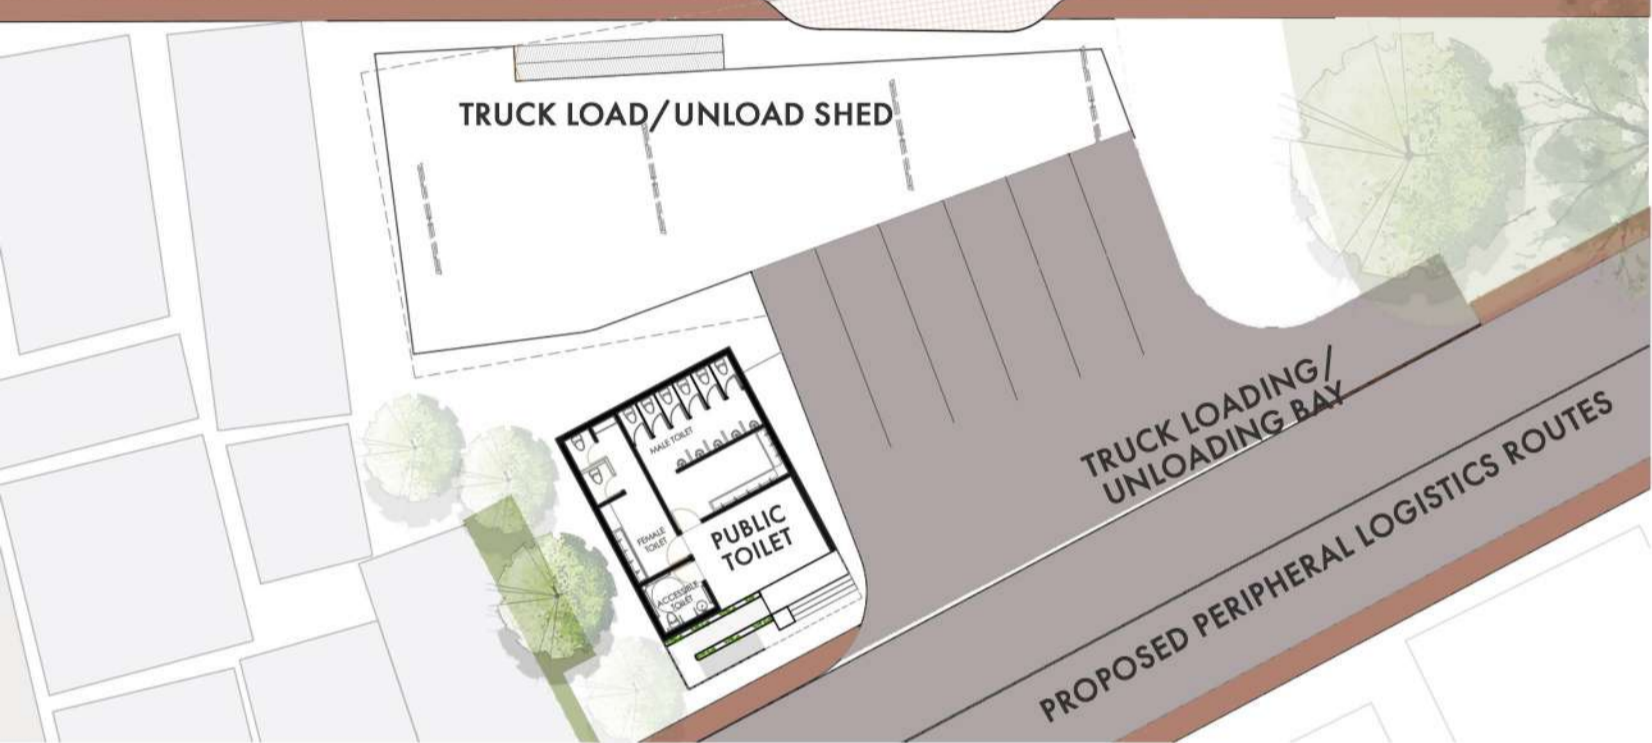 TRUCK LOAD/UNLOAD SHED
TRUCK LOADING/
UNLOADING BAY
PROPOSED PERIPHERAL LOGISTICS ROUTES
MALE TOILET
FEMALE
TOILET
PUBLIC
TOILET
ACCESSIBLE
TOILET